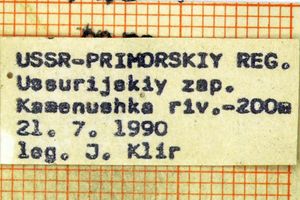 USSR-PRIMORSKIY REG.
Ussurijskiy zap.
Kamenushka riv.-200m
21. 7. 1990
leg. J. Klir